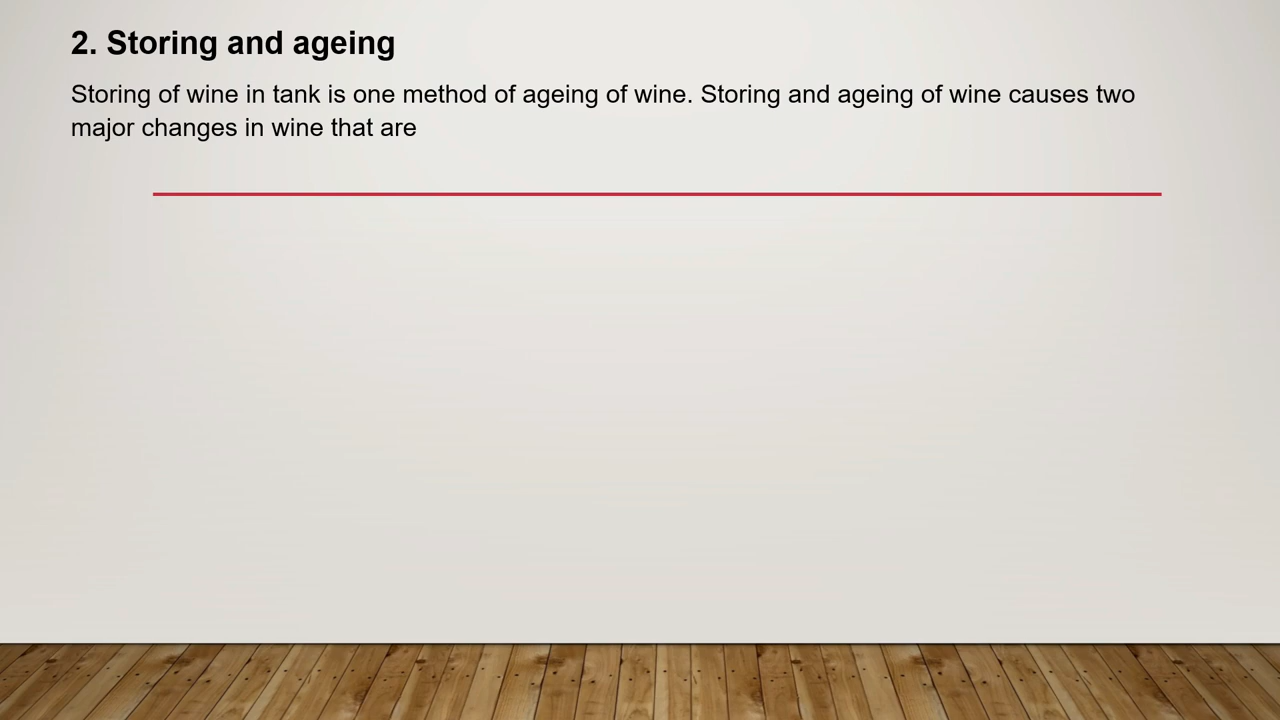 2. Storing and ageing
Storing of wine in tank is one method of ageing of wine. Storing and ageing of wine causes two
major changes in wine that are